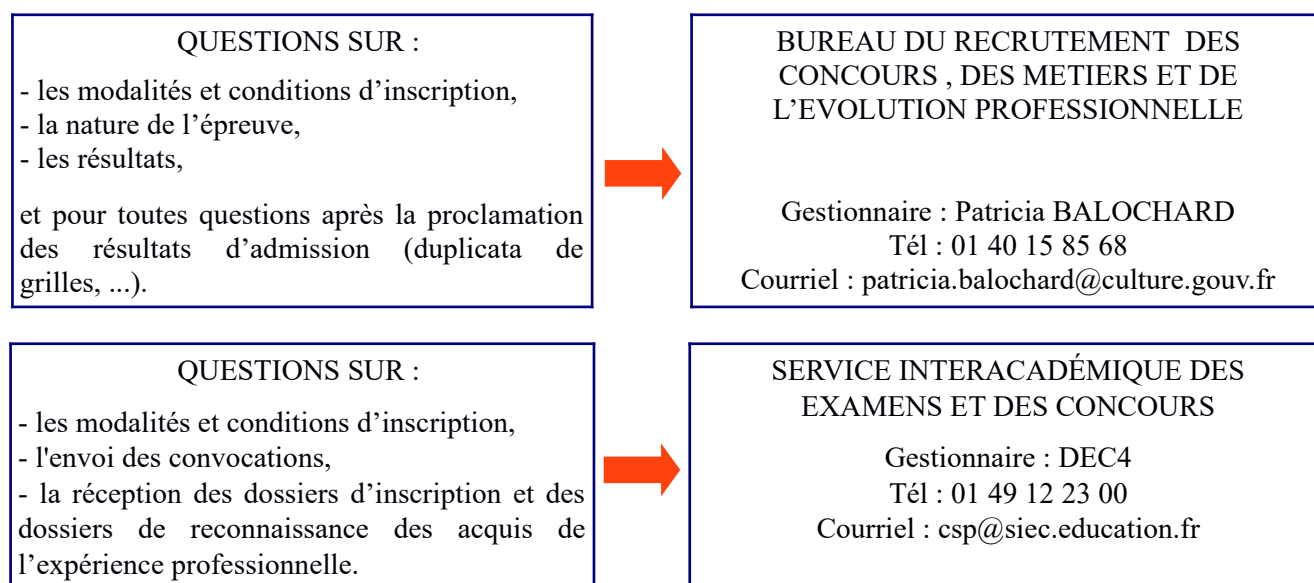 QUESTIONS SUR :
- les modalités et conditions d’inscription,
- la nature de l’épreuve,
- les résultats,
et pour toutes questions après la proclamation
des résultats d’admission (duplicata de
grilles, ...).
BUREAU DU RECRUTEMENT DES
CONCOURS , DES METIERS ET DE
L’EVOLUTION PROFESSIONNELLE
Gestionnaire : Patricia BALOCHARD
Tél : 01 40 15 85 68
Courriel : patricia.balochard@culture.gouv.fr
QUESTIONS SUR :
- les modalités et conditions d’inscription,
- l'envoi des convocations,
- la réception des dossiers d’inscription et des
dossiers de reconnaissance des acquis de
l’expérience professionnelle.
SERVICE INTERACADÉMIQUE DES
EXAMENS ET DES CONCOURS
Gestionnaire : DEC4
Tél : 01 49 12 23 00
Courriel : csp@siec.education.fr